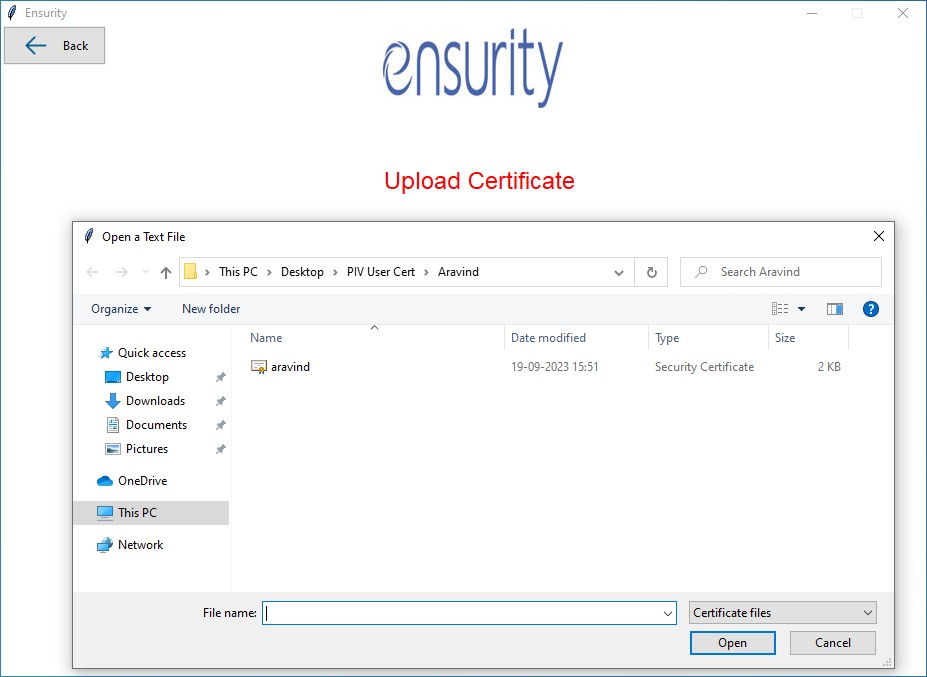 Ensurity
Back
ensurity
Upload Certificate
Open a Text File
This PC > Desktop > PIV User Cert > Aravind
Search Aravind
Organize
New folder
?
Name
Date modified
Type
Size
aravind
19-09-2023 15:51
Security Certificate
2 KB
Quick access
Desktop
Downloads
Documents
Pictures
OneDrive
This PC
Network
File name:
Certificate files
Open
Cancel